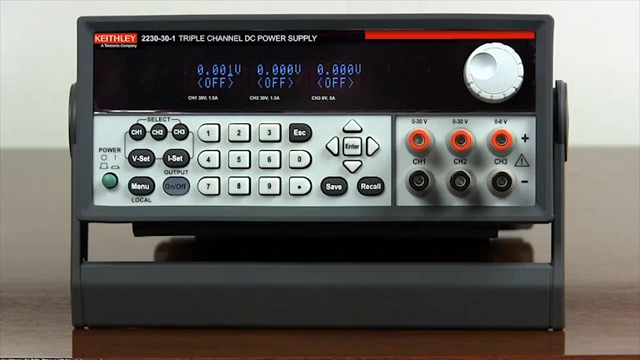 KEITHLEY 2230-30-1 TRIPLE CHANNEL DC POWER SUPPLY
A Tektronix Company
0.001V 0.000V 0.000V
(OFF) (OFF) (OFF)
CH1 30V, 1.5A CH2 30V, 1.5A CH3 6V, 5A
SELECT
CH1 CH2 CH3
1 2 3 Esc
POWER
V-Set I-Set
4 5 6 0
Enter
OUTPUT
Menu On/Off
7 8 9 •
Save Recall
LOCAL
0-30 V 0-30 V 0-6 V
+
CH1 CH2 CH3
−